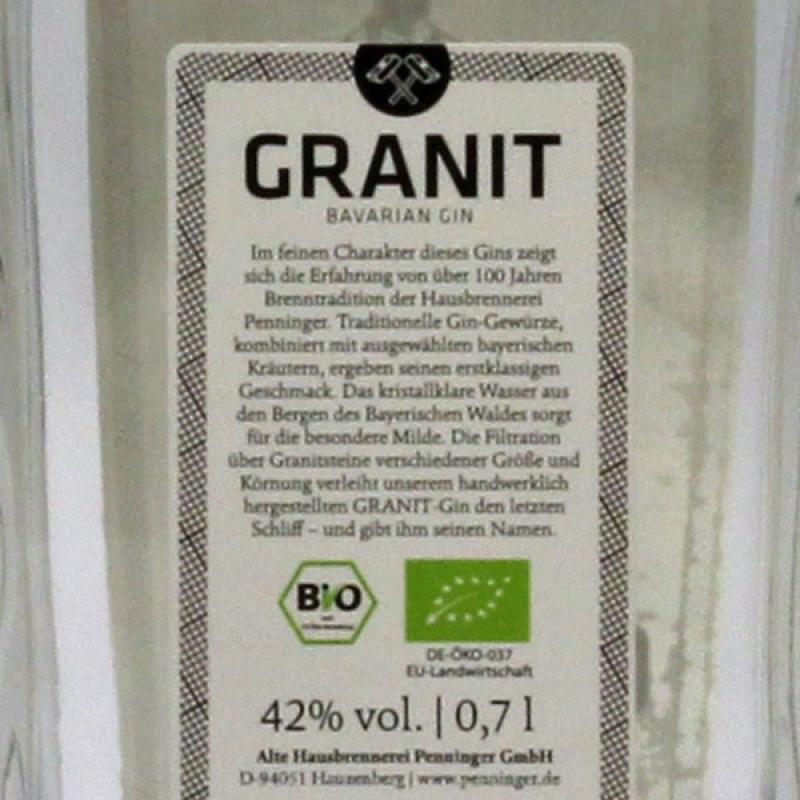 GRANIT
BAVARIAN GIN
Im feinen Charakter dieses Gins zeigt
sich die Erfahrung von über 100 Jahren
Brenntradition der Hausbrennerei
Penninger. Traditionelle Gin-Gewürze,
kombiniert mit ausgewählten bayerischen
Kräutern, ergeben seinen erstklassigen
Geschmack. Das kristallklare Wasser aus
den Bergen des Bayerischen Waldes sorgt
für die besondere Milde. Die Filtration
über Granitsteine verschiedener Größe und
Körnung verleiht unserem handwerklich
hergestellten GRANIT-Gin den letzten
Schliff – und gibt ihm seinen Namen.
BIO
DE-ÖKO-037
EU-Landwirtschaft
42% vol. | 0,7 l
Alte Hausbrennerei Penninger GmbH
D-94051 Hauzenberg | www.penninger.de